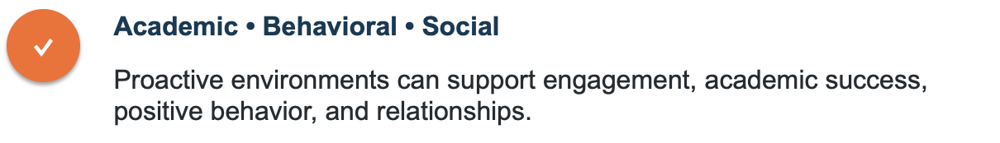 Academic • Behavioral • Social
Proactive environments can support engagement, academic success,
positive behavior, and relationships.